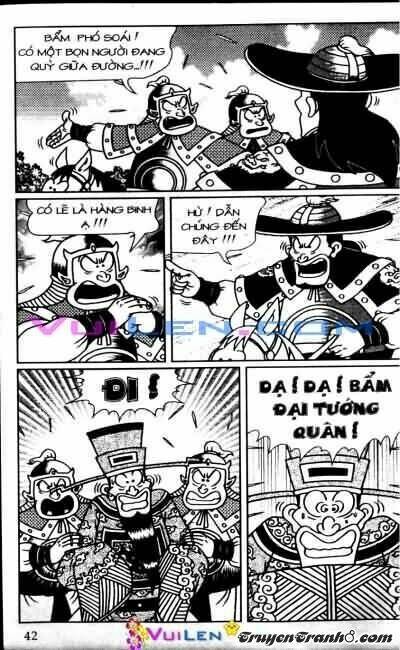 BẨM PHÓ SOÁI!
CÓ MỘT BỌN NGƯỜI ĐANG
QUỲ GIỮA ĐƯỜNG...!!!
CÓ LẼ LÀ HÀNG BINH
Ạ!!!
HỪ! DẪN
CHÚNG ĐẾN
ĐÂY!!!
VUILEN.COM
ĐI!
DẠ! DẠ! BẨM
ĐẠI TƯỚNG
QUÂN!
42
VUILEN
TruyenTranh8.com